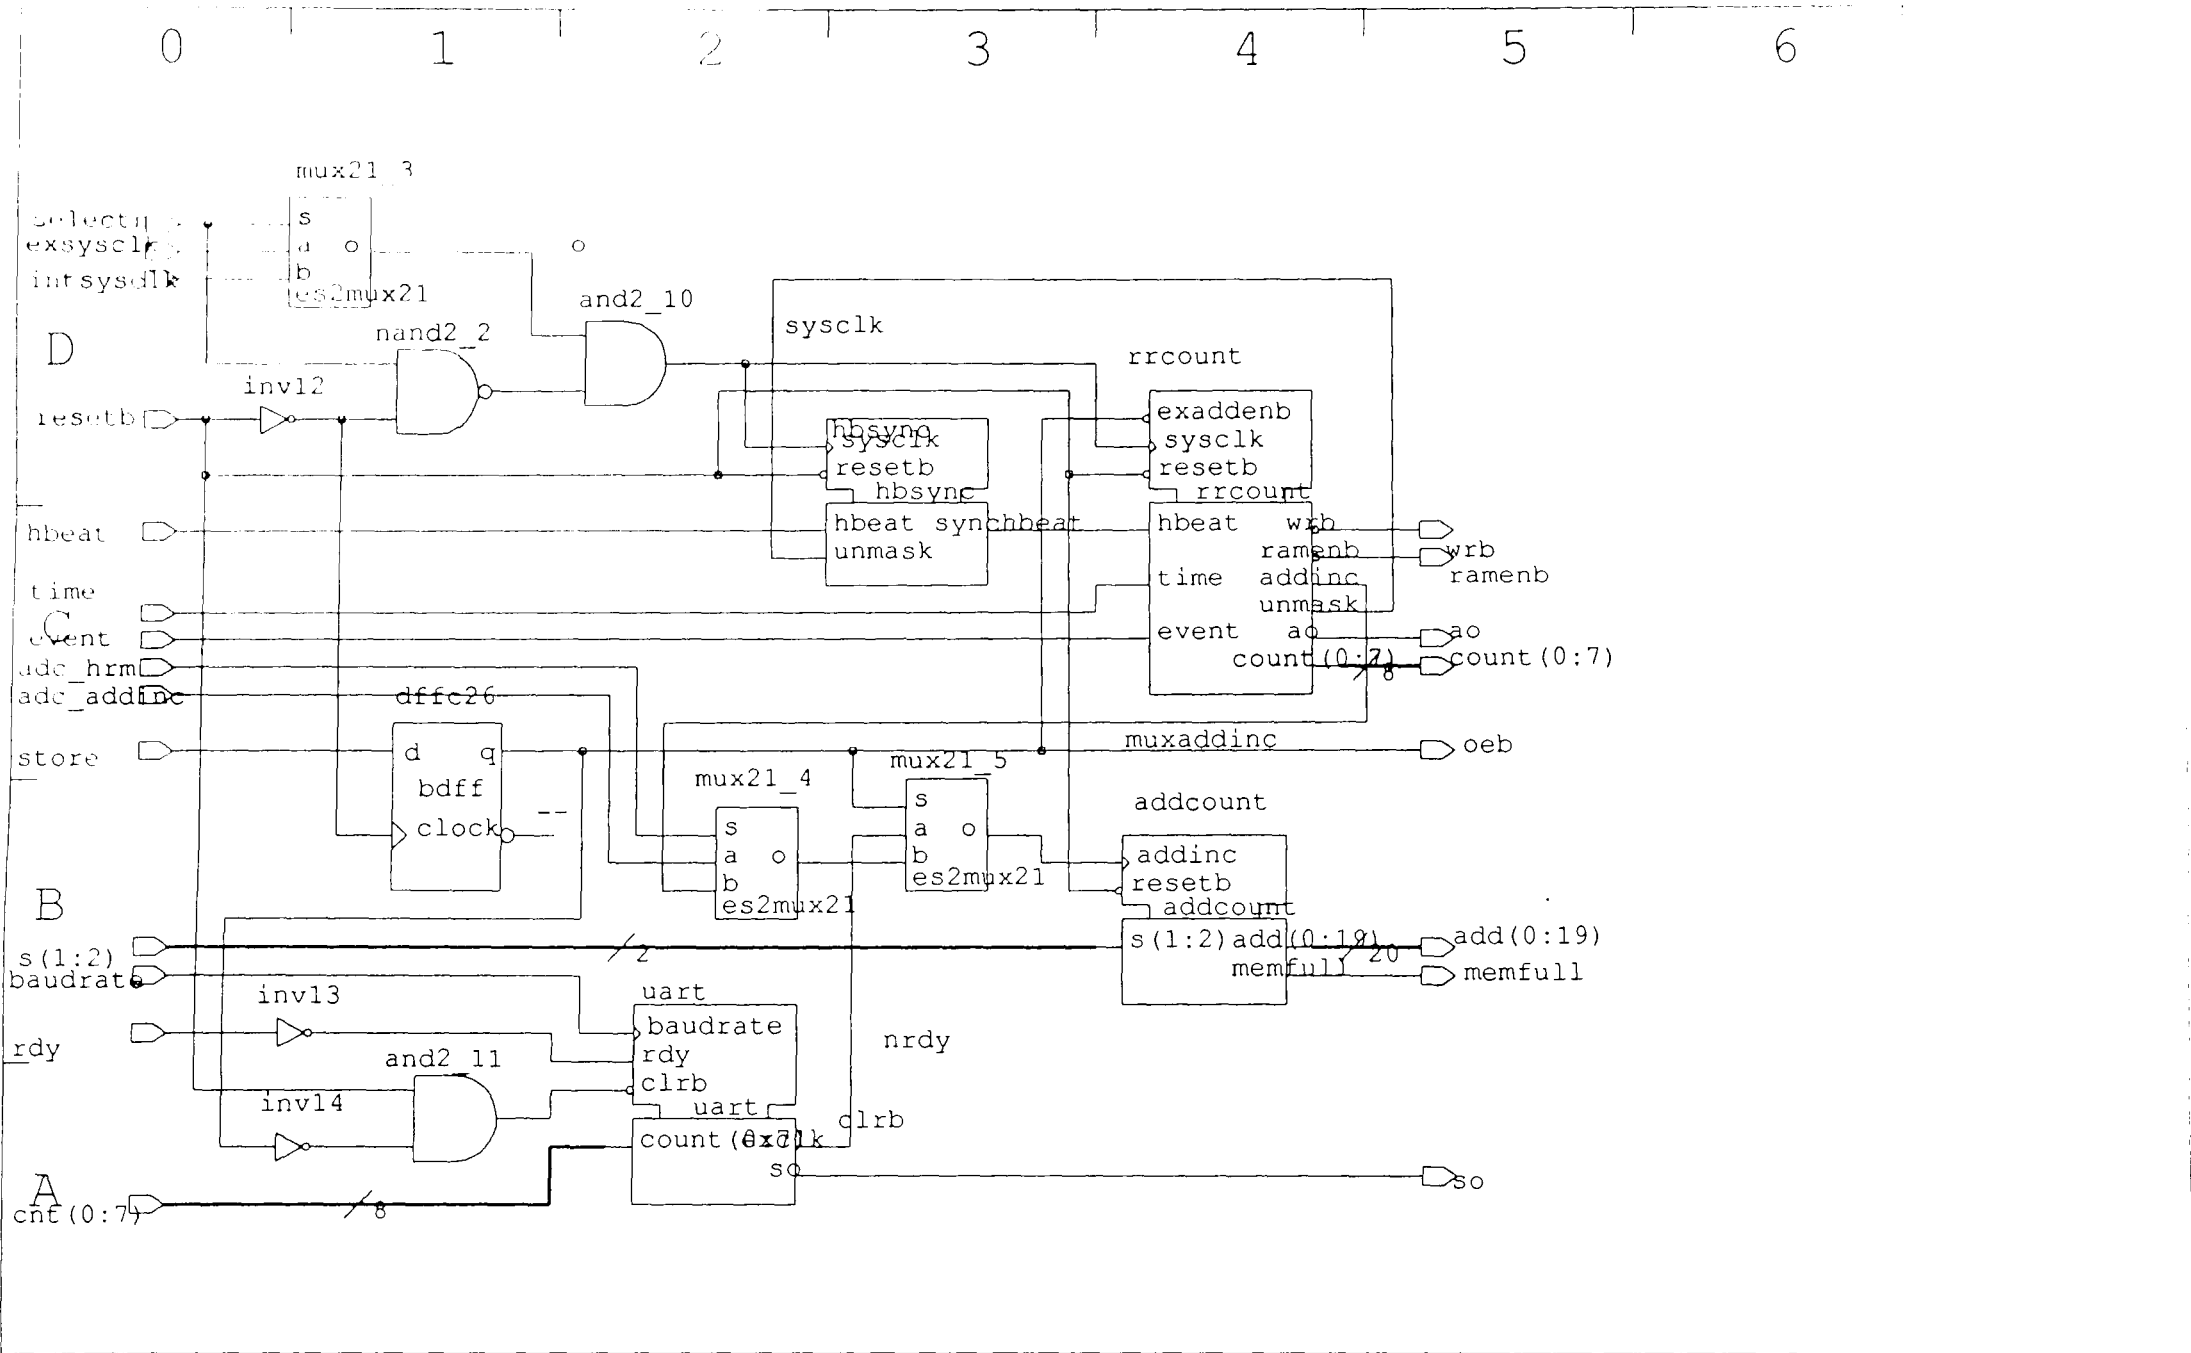 0 1 2 3 4 5 6
mux21_3
s
exsysclk
a o
o
b
es2mux21
and2_10
nand2_2
sysclk
D
rrcount
inv12
resetb
exaddenb
hbsync
sysclk
sysclk
resetb
resetb
hbsync
rrcount
hbeat
hbeat synchbeat
hbeat wrb
unmask
ramenb
wrb
time
time addinc
ramenb
unmask
C
event
event ao
ao
adc_hrm
count(0:7)
8
count(0:7)
adc_addinc
dffc26
store
d q
muxaddinc
oeb
mux21_5
mux21_4
bdff
s
addcount
--
clock
s
a o
a o
b
addinc
es2mux21
b
resetb
es2mux21
addcount
B
s(1:2)
2
s(1:2) add(0:19)
20
add(0:19)
memfull
memfull
baudrate
inv13
uart
baudrate
rdy
and2_11
rdy
nrdy
clrb
inv14
uart
clrb
count(0:7)
exclk
so
A
cnt(0:7)
8
so